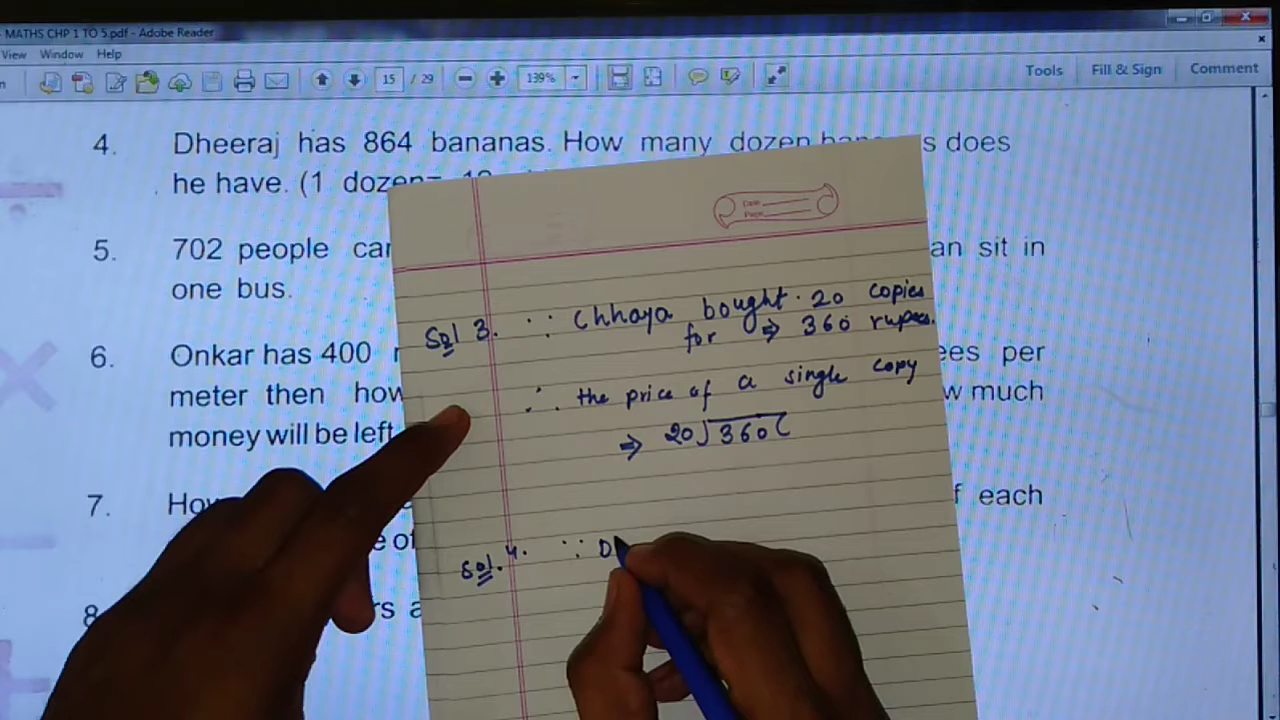 - MATHS CHP 1 TO 5.pdf - Adobe Reader
View Window Help
15 / 29 139% Tools Fill & Sign Comment
4. Dheeraj has 864 bananas. How many dozen does
he have. (1 dozen=
5. 702 people sit in
one bus.
6. Onkar has 400 per
meter then much
money will be left
7. each
8
Date
Page
Sol 3. ∵ Chhaya bought 20 copies
for ⇒ 360 rupees.
∴ the price of a single copy
⇒ 20)360(
Sol. 4. ∵ D